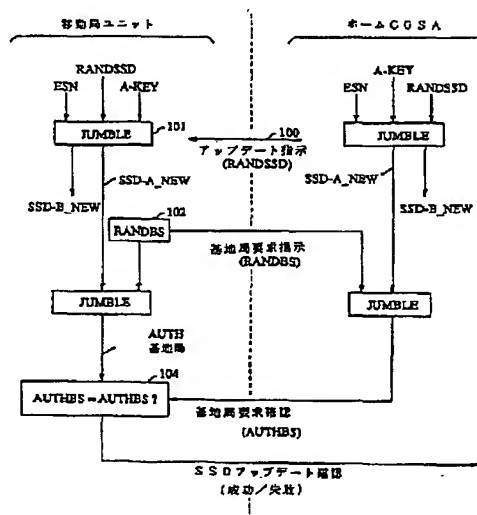 移動局ユニット
ホームCGSA
RANDSSD
ESN
A-KEY
JUMBLE
101
100
アップデート指示
(RANDSSD)
A-KEY
ESN
RANDSSD
JUMBLE
SSD-A_NEW
SSD-B_NEW
SSD-A_NEW
SSD-B_NEW
102
RANDBS
基地局要求指示
(RANDBS)
JUMBLE
JUMBLE
AUTH
基地局
104
AUTHBS=AUTHBS?
基地局要求確認
(AUTHBS)
SSDアップデート確認
(成功/失敗)